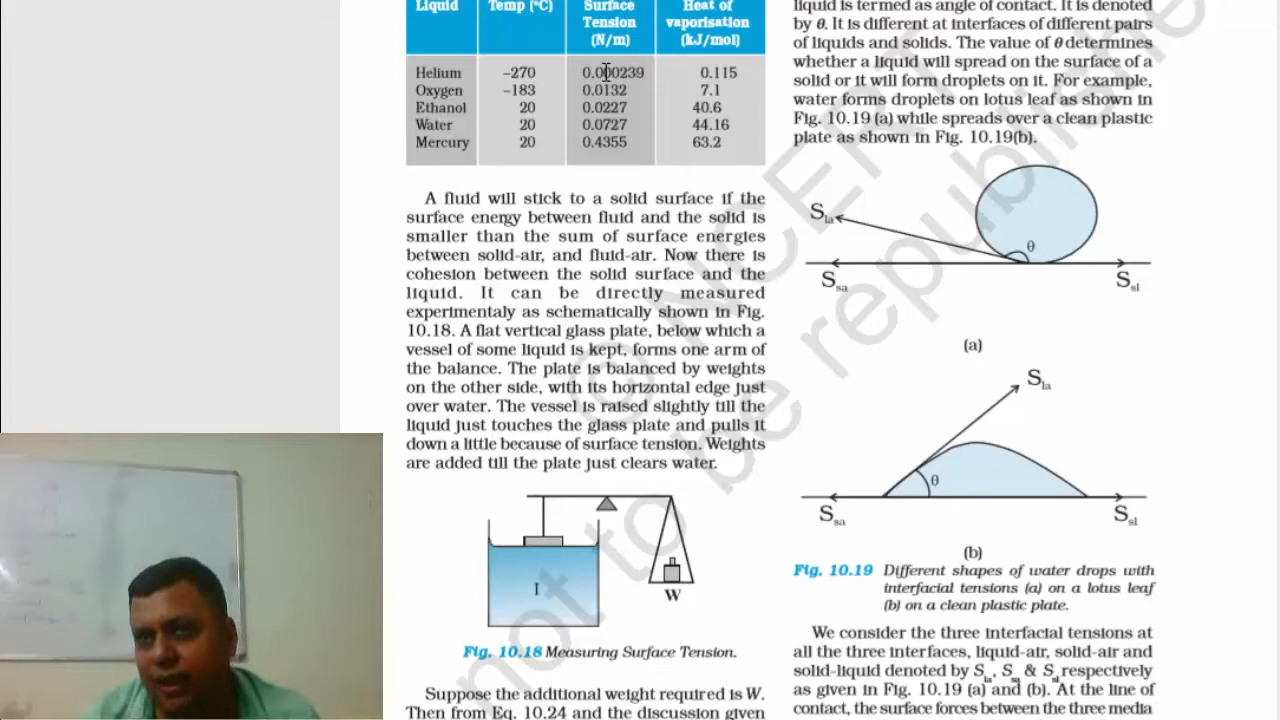 Liquid Temp (°C) Surface Tension (N/m) Heat of vaporisation (kJ/mol)
Helium –270 0.000239 0.115
Oxygen –183 0.0132 7.1
Ethanol 20 0.0227 40.6
Water 20 0.0727 44.16
Mercury 20 0.4355 63.2
A fluid will stick to a solid surface if the
surface energy between fluid and the solid is
smaller than the sum of surface energies
between solid-air, and fluid-air. Now there is
cohesion between the solid surface and the
liquid. It can be directly measured
experimentaly as schematically shown in Fig.
10.18. A flat vertical glass plate, below which a
vessel of some liquid is kept, forms one arm of
the balance. The plate is balanced by weights
on the other side, with its horizontal edge just
over water. The vessel is raised slightly till the
liquid just touches the glass plate and pulls it
down a little because of surface tension. Weights
are added till the plate just clears water.
I
W
Fig. 10.18 Measuring Surface Tension.
Suppose the additional weight required is W.
Then from Eq. 10.24 and the discussion given
liquid is termed as angle of contact. It is denoted
by θ. It is different at interfaces of different pairs
of liquids and solids. The value of θ determines
whether a liquid will spread on the surface of a
solid or it will form droplets on it. For example,
water forms droplets on lotus leaf as shown in
Fig. 10.19 (a) while spreads over a clean plastic
plate as shown in Fig. 10.19(b).
Sla
θ
Ssa Ssl
(a)
Sla
θ
Ssa Ssl
(b)
Fig. 10.19 Different shapes of water drops with
interfacial tensions (a) on a lotus leaf
(b) on a clean plastic plate.
We consider the three interfacial tensions at
all the three interfaces, liquid-air, solid-air and
solid-liquid denoted by Sla, Ssa & Ssl respectively
as given in Fig. 10.19 (a) and (b). At the line of
contact, the surface forces between the three media
© NCERT
not to be republished